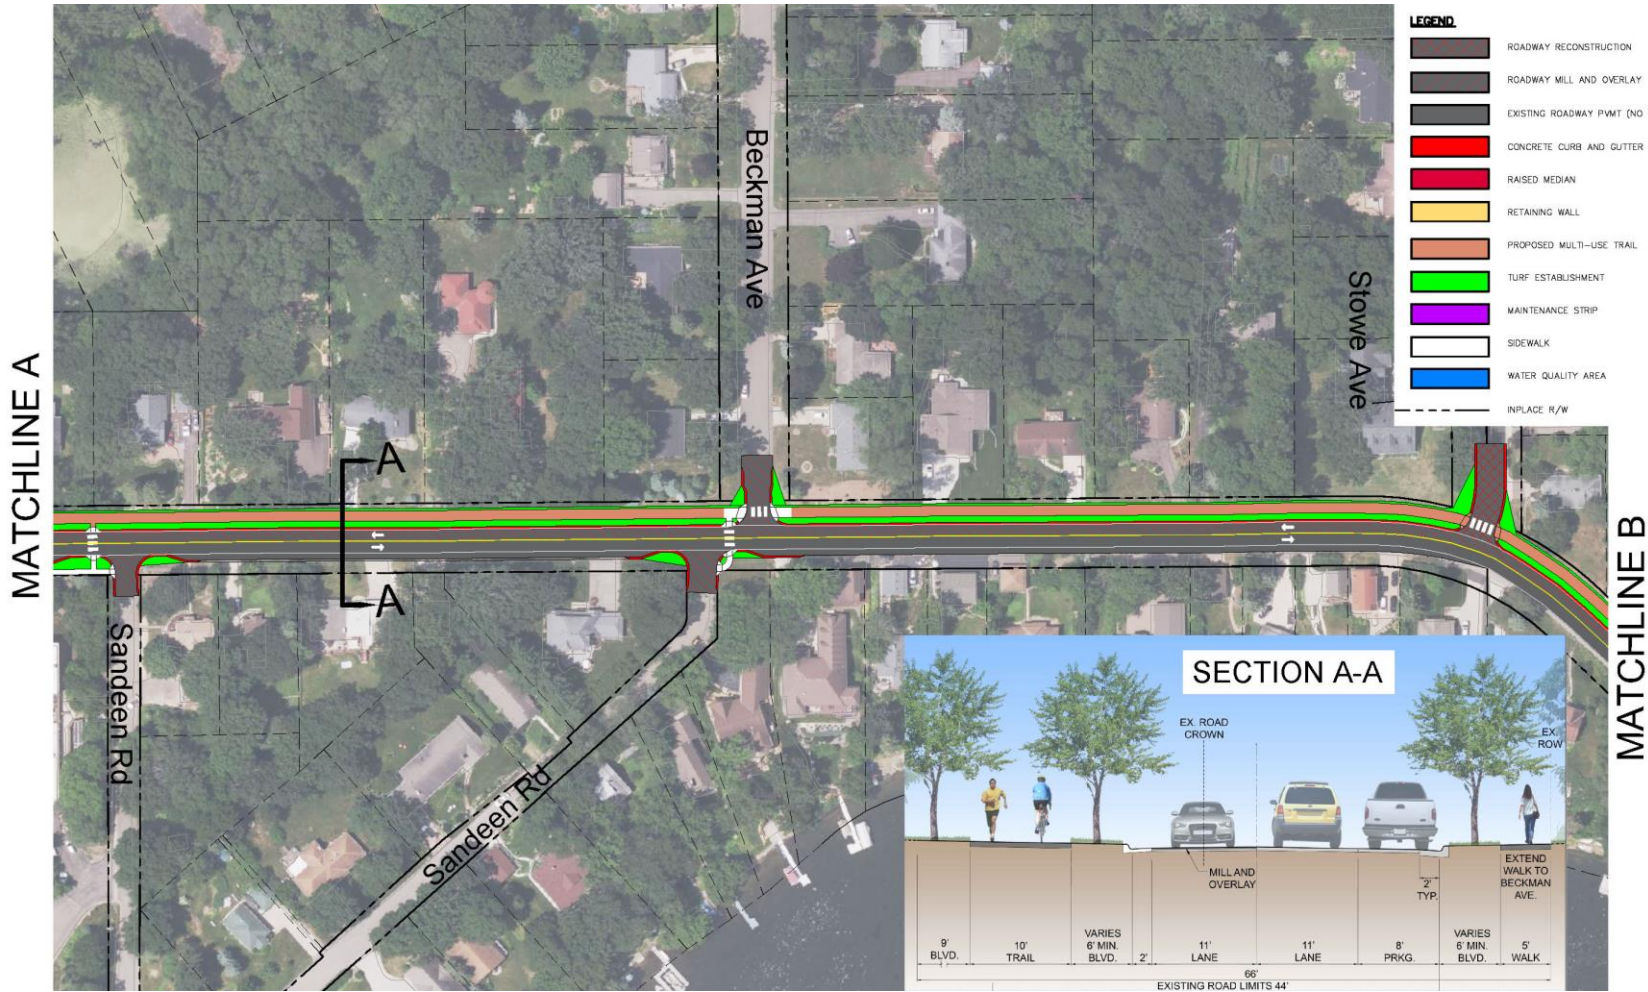 LEGEND
ROADWAY RECONSTRUCTION
ROADWAY MILL AND OVERLAY
EXISTING ROADWAY PVMT (NO
CONCRETE CURB AND GUTTER
RAISED MEDIAN
RETAINING WALL
PROPOSED MULTI-USE TRAIL
TURF ESTABLISHMENT
MAINTENANCE STRIP
SIDEWALK
WATER QUALITY AREA
INPLACE R/W
Beckman Ave
Stowe Ave
MATCHLINE A
A
A
MATCHLINE B
Sandeen Rd
Sandeen Rd
SECTION A-A
EX. ROAD
CROWN
EX.
ROW
MILL AND
OVERLAY
2'
TYP.
EXTEND
WALK TO
BECKMAN
AVE.
9'
BLVD.
10'
TRAIL
VARIES
6' MIN.
BLVD.
2'
11'
LANE
11'
LANE
8'
PRKG.
VARIES
6' MIN.
BLVD.
5'
WALK
66'
EXISTING ROAD LIMITS 44'